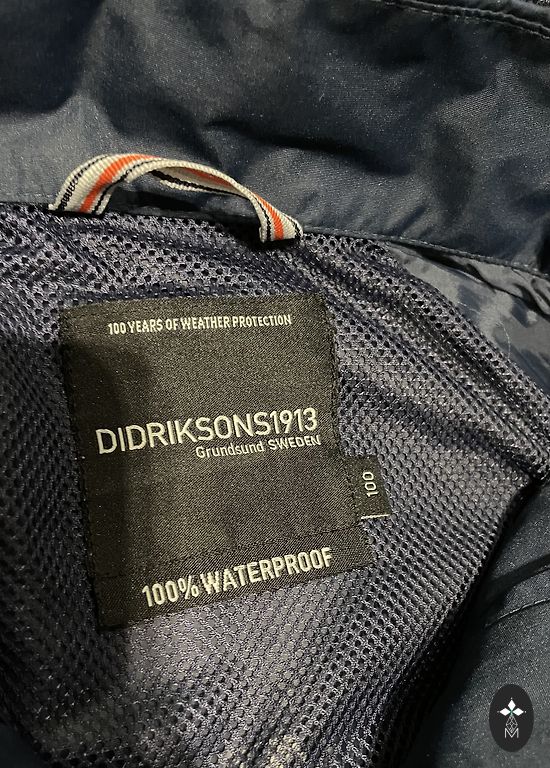 100 YEARS OF WEATHER PROTECTION
DIDRIKSONS1913
Grundsund SWEDEN
100
100% WATERPROOF
M